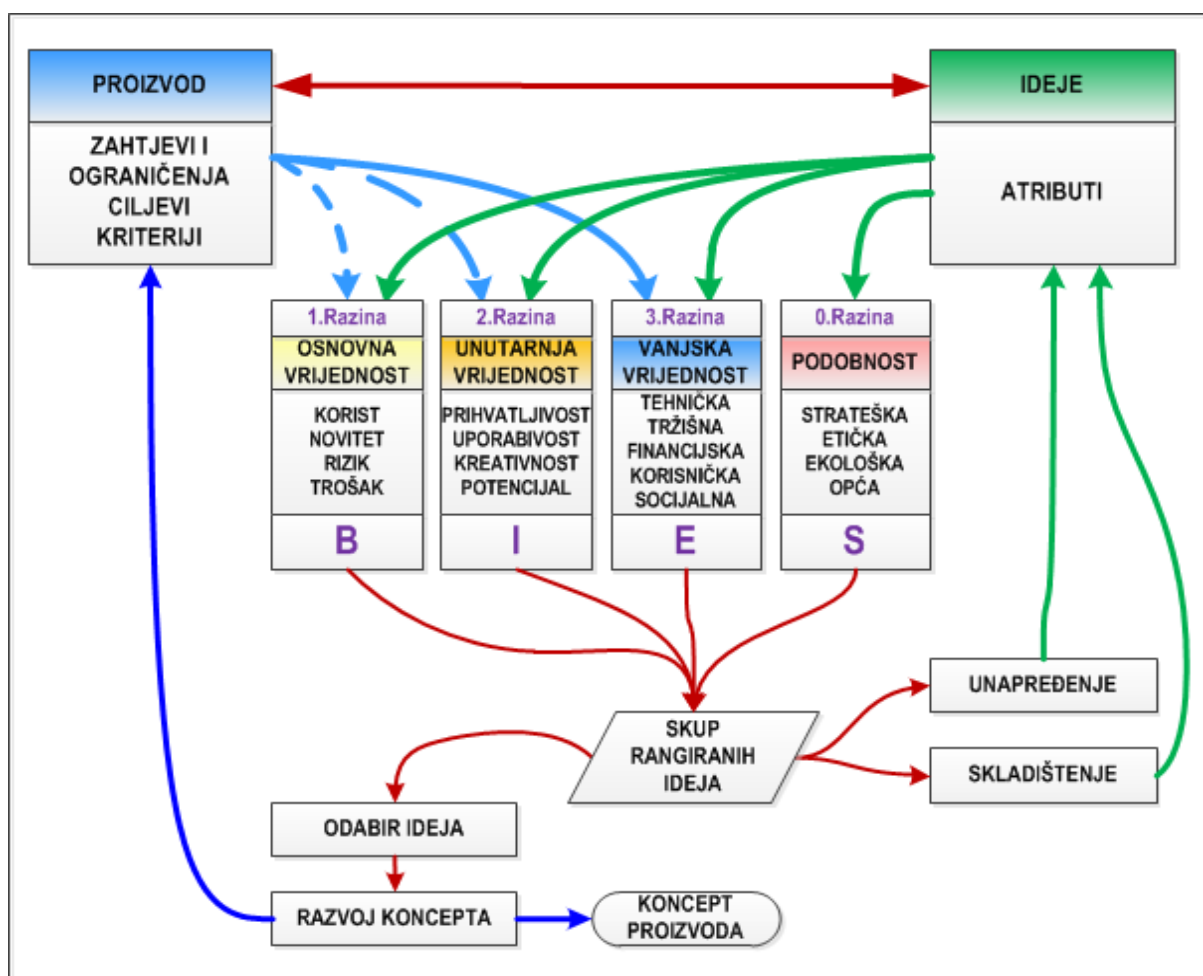 PROIZVOD
ZAHTJEVI I
OGRANIČENJA
CILJEVI
KRITERIJI
IDEJE
ATRIBUTI
1.Razina
OSNOVNA
VRIJEDNOST
KORIST
NOVITET
RIZIK
TROŠAK
B
2.Razina
UNUTARNJA
VRIJEDNOST
PRIHVATLJIVOST
UPORABIVOST
KREATIVNOST
POTENCIJAL
I
3.Razina
VANJSKA
VRIJEDNOST
TEHNIČKA
TRŽIŠNA
FINANCIJSKA
KORISNIČKA
SOCIJALNA
E
0.Razina
PODOBNOST
STRATEŠKA
ETIČKA
EKOLOŠKA
OPĆA
S
SKUP
RANGIRANIH
IDEJA
UNAPREĐENJE
SKLADIŠTENJE
ODABIR IDEJA
RAZVOJ KONCEPTA
KONCEPT
PROIZVODA